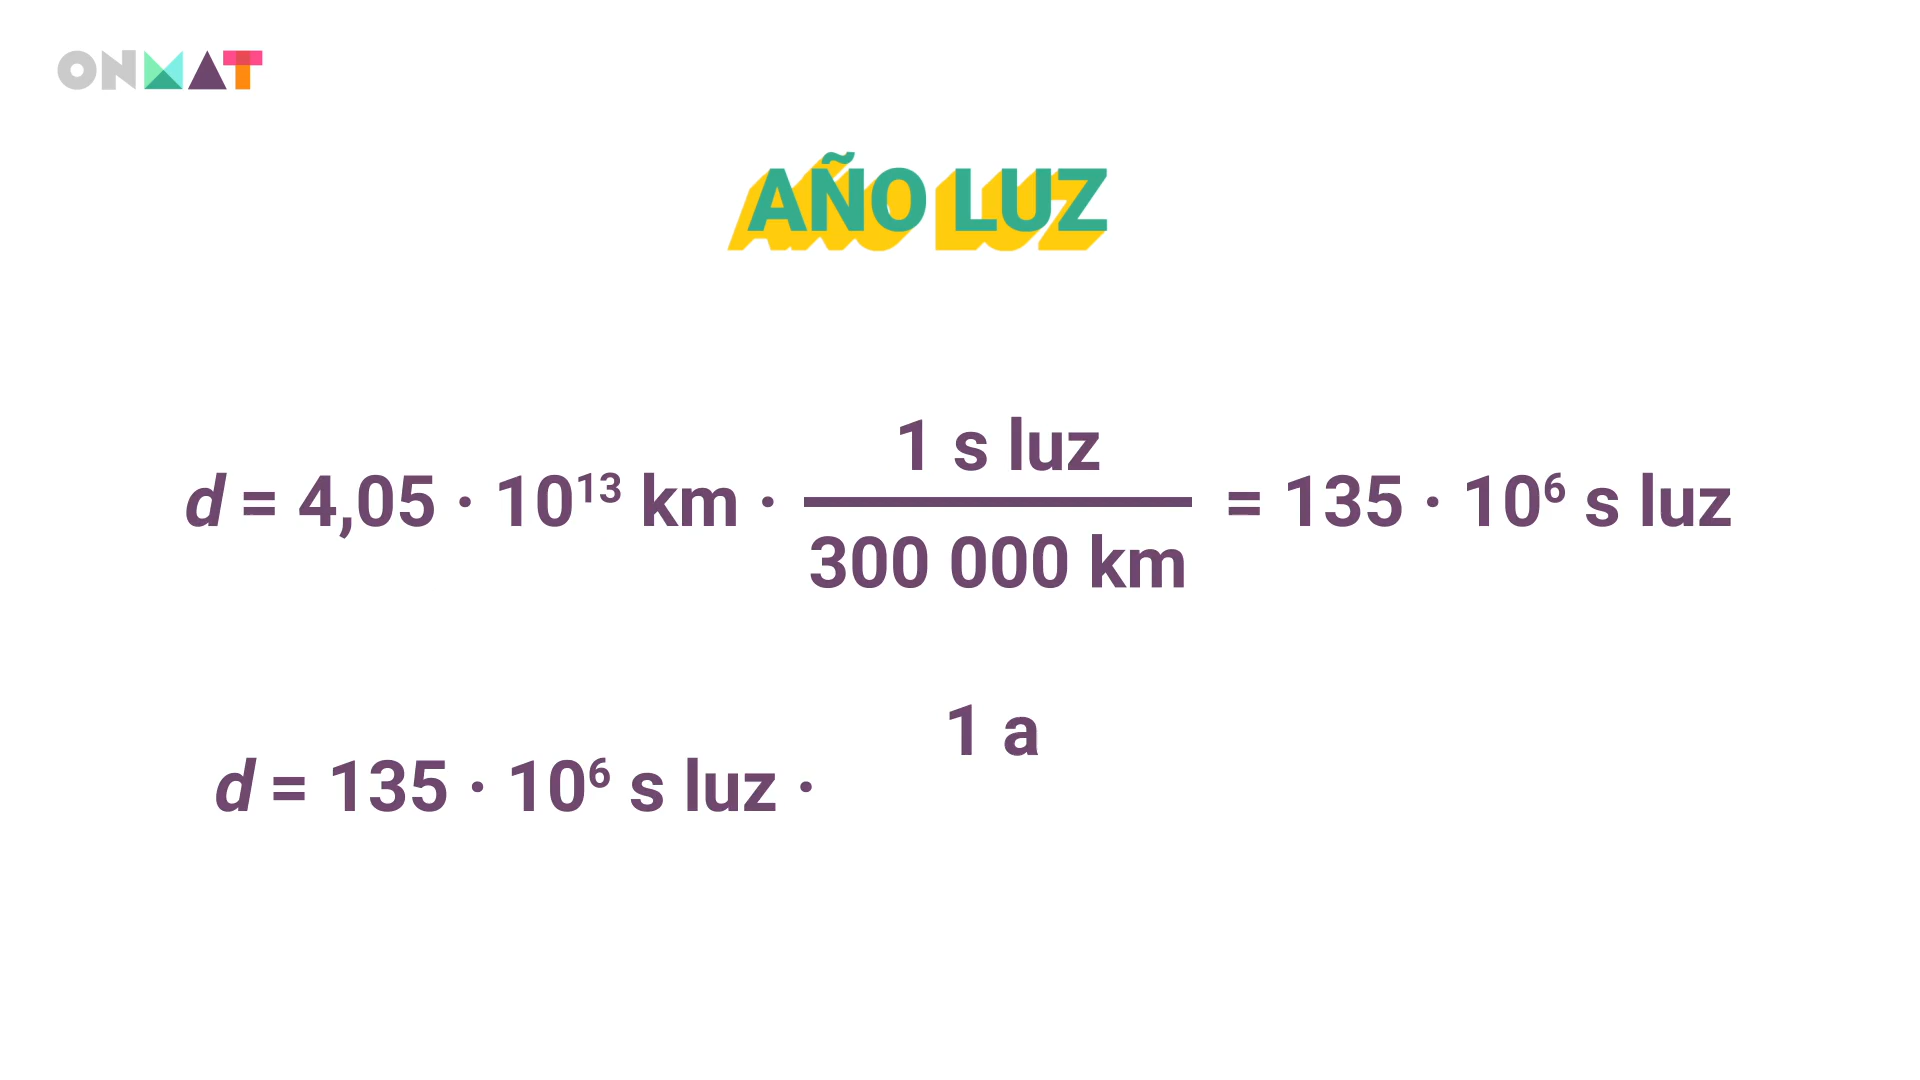 ONMAT
AÑO LUZ
d = 4,05 · 10¹³ km · 1 s luz / 300 000 km = 135 · 10⁶ s luz
d = 135 · 10⁶ s luz · 1 a